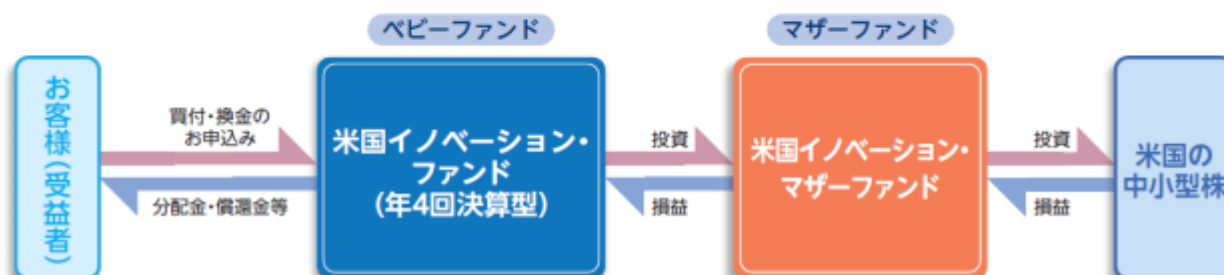 ベビーファンド
マザーファンド
お客様(受益者)
買付・換金の
お申込み
分配金・償還金等
米国イノベーション・
ファンド
(年4回決算型)
投資
損益
米国イノベーション・
マザーファンド
投資
損益
米国の
中小型株